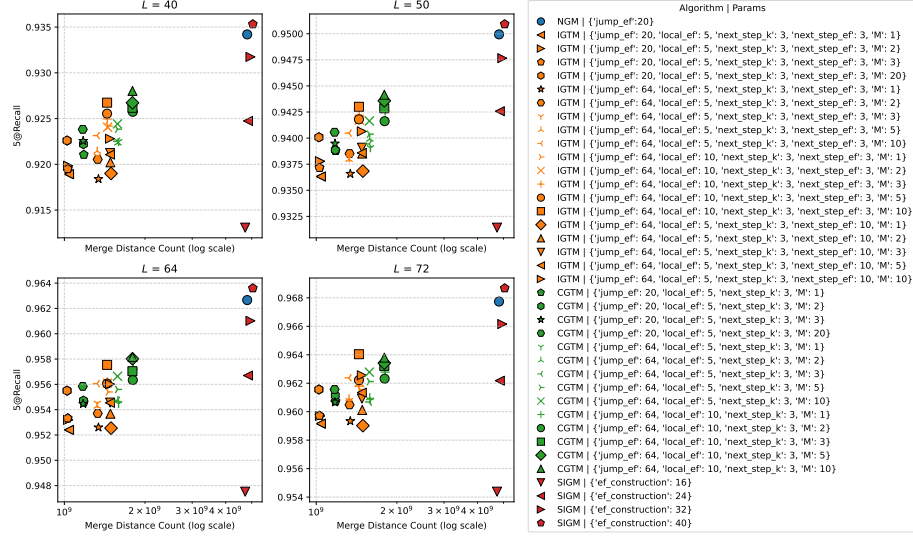 L = 40
5@Recall
0.935
0.930
0.925
0.920
0.915
Merge Distance Count (log scale)
L = 50
0.9500
0.9475
0.9450
0.9425
0.9400
0.9375
0.9350
0.9325
Merge Distance Count (log scale)
L = 64
5@Recall
0.964
0.962
0.960
0.958
0.956
0.954
0.952
0.950
0.948
10⁹
2 × 10⁹
3 × 10⁹
4 × 10⁹
Merge Distance Count (log scale)
L = 72
0.968
0.966
0.964
0.962
0.960
0.958
0.956
0.954
10⁹
2 × 10⁹
3 × 10⁹
4 × 10⁹
Merge Distance Count (log scale)
Algorithm | Params
NGM | {'jump_ef':20}
IGTM | {'jump_ef': 20, 'local_ef': 5, 'next_step_k': 3, 'next_step_ef': 3, 'M': 1}
IGTM | {'jump_ef': 20, 'local_ef': 5, 'next_step_k': 3, 'next_step_ef': 3, 'M': 2}
IGTM | {'jump_ef': 20, 'local_ef': 5, 'next_step_k': 3, 'next_step_ef': 3, 'M': 3}
IGTM | {'jump_ef': 20, 'local_ef': 5, 'next_step_k': 3, 'next_step_ef': 3, 'M': 20}
IGTM | {'jump_ef': 64, 'local_ef': 5, 'next_step_k': 3, 'next_step_ef': 3, 'M': 1}
IGTM | {'jump_ef': 64, 'local_ef': 5, 'next_step_k': 3, 'next_step_ef': 3, 'M': 2}
IGTM | {'jump_ef': 64, 'local_ef': 5, 'next_step_k': 3, 'next_step_ef': 3, 'M': 3}
IGTM | {'jump_ef': 64, 'local_ef': 5, 'next_step_k': 3, 'next_step_ef': 3, 'M': 5}
IGTM | {'jump_ef': 64, 'local_ef': 5, 'next_step_k': 3, 'next_step_ef': 3, 'M': 10}
IGTM | {'jump_ef': 64, 'local_ef': 10, 'next_step_k': 3, 'next_step_ef': 3, 'M': 1}
IGTM | {'jump_ef': 64, 'local_ef': 10, 'next_step_k': 3, 'next_step_ef': 3, 'M': 2}
IGTM | {'jump_ef': 64, 'local_ef': 10, 'next_step_k': 3, 'next_step_ef': 3, 'M': 3}
IGTM | {'jump_ef': 64, 'local_ef': 10, 'next_step_k': 3, 'next_step_ef': 3, 'M': 5}
IGTM | {'jump_ef': 64, 'local_ef': 10, 'next_step_k': 3, 'next_step_ef': 3, 'M': 10}
IGTM | {'jump_ef': 64, 'local_ef': 5, 'next_step_k': 3, 'next_step_ef': 10, 'M': 1}
IGTM | {'jump_ef': 64, 'local_ef': 5, 'next_step_k': 3, 'next_step_ef': 10, 'M': 2}
IGTM | {'jump_ef': 64, 'local_ef': 5, 'next_step_k': 3, 'next_step_ef': 10, 'M': 3}
IGTM | {'jump_ef': 64, 'local_ef': 5, 'next_step_k': 3, 'next_step_ef': 10, 'M': 5}
IGTM | {'jump_ef': 64, 'local_ef': 5, 'next_step_k': 3, 'next_step_ef': 10, 'M': 10}
CGTM | {'jump_ef': 20, 'local_ef': 5, 'next_step_k': 3, 'M': 1}
CGTM | {'jump_ef': 20, 'local_ef': 5, 'next_step_k': 3, 'M': 2}
CGTM | {'jump_ef': 20, 'local_ef': 5, 'next_step_k': 3, 'M': 3}
CGTM | {'jump_ef': 20, 'local_ef': 5, 'next_step_k': 3, 'M': 20}
CGTM | {'jump_ef': 64, 'local_ef': 5, 'next_step_k': 3, 'M': 1}
CGTM | {'jump_ef': 64, 'local_ef': 5, 'next_step_k': 3, 'M': 2}
CGTM | {'jump_ef': 64, 'local_ef': 5, 'next_step_k': 3, 'M': 3}
CGTM | {'jump_ef': 64, 'local_ef': 5, 'next_step_k': 3, 'M': 5}
CGTM | {'jump_ef': 64, 'local_ef': 5, 'next_step_k': 3, 'M': 10}
CGTM | {'jump_ef': 64, 'local_ef': 10, 'next_step_k': 3, 'M': 1}
CGTM | {'jump_ef': 64, 'local_ef': 10, 'next_step_k': 3, 'M': 2}
CGTM | {'jump_ef': 64, 'local_ef': 10, 'next_step_k': 3, 'M': 3}
CGTM | {'jump_ef': 64, 'local_ef': 10, 'next_step_k': 3, 'M': 5}
CGTM | {'jump_ef': 64, 'local_ef': 10, 'next_step_k': 3, 'M': 10}
SIGM | {'ef_construction': 16}
SIGM | {'ef_construction': 24}
SIGM | {'ef_construction': 32}
SIGM | {'ef_construction': 40}